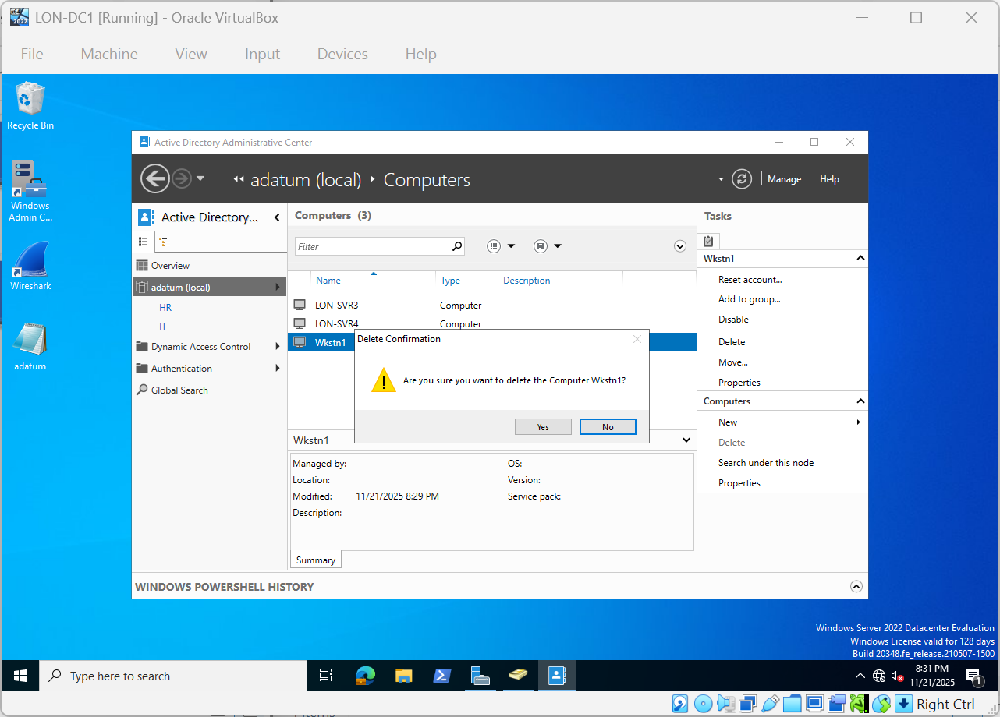 LON-DC1 [Running] - Oracle VirtualBox
File Machine View Input Devices Help
Recycle Bin
Windows
Admin C...
Wireshark
adatum
Active Directory Administrative Center
adatum (local) Computers
Manage Help
Active Directory...
Overview
adatum (local)
HR
IT
Dynamic Access Control
Authentication
Global Search
Computers (3)
Filter
Name Type Description
LON-SVR3 Computer
LON-SVR4 Computer
Wkstn1
Delete Confirmation
Are you sure you want to delete the Computer Wkstn1?
Yes No
Wkstn1
Managed by: OS:
Location: Version:
Modified: 11/21/2025 8:29 PM Service pack:
Description:
Summary
Tasks
Wkstn1
Reset account...
Add to group...
Disable
Delete
Move...
Properties
Computers
New
Delete
Search under this node
Properties
WINDOWS POWERSHELL HISTORY
Windows Server 2022 Datacenter Evaluation
Windows License valid for 128 days
Build 20348.fe_release.210507-1500
Type here to search
8:31 PM
11/21/2025
1
Right Ctrl